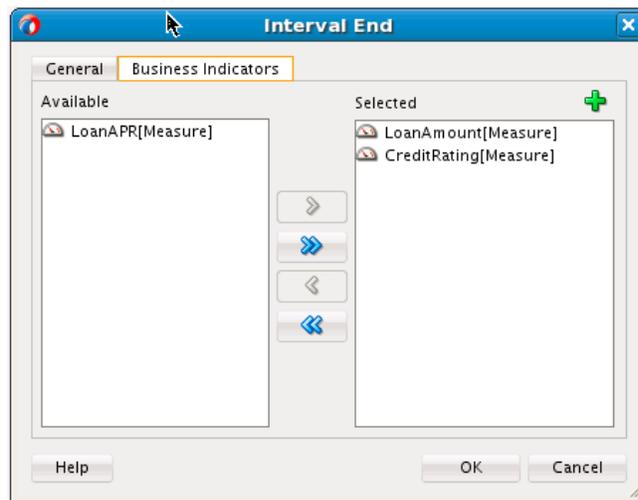 Interval End
General
Business Indicators
Available
Selected
LoanAPR[Measure]
LoanAmount[Measure]
CreditRating[Measure]
Help
OK
Cancel